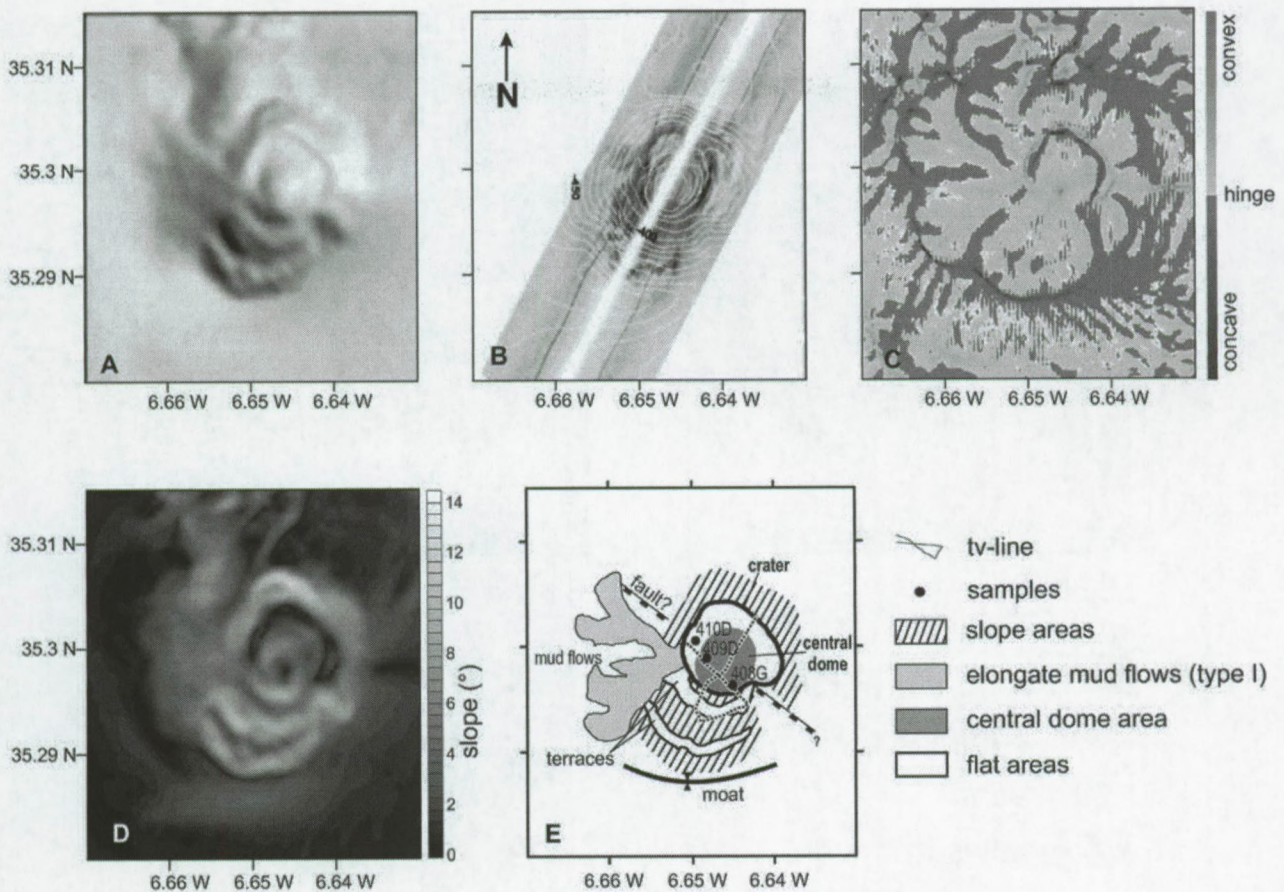 35.31 N
35.3 N
35.29 N
A
6.66 W 6.65 W 6.64 W
N
400
B
6.66 W 6.65 W 6.64 W
C
6.66 W 6.65 W 6.64 W
convex
hinge
concave
35.31 N
35.3 N
35.29 N
D
6.66 W 6.65 W 6.64 W
14
12
10
8
6
4
2
0
slope (°)
crater
fault?
410D
409D
408G
central
dome
mud flows
terraces
?
moat
E
6.66 W 6.65 W 6.64 W
tv-line
samples
slope areas
elongate mud flows (type I)
central dome area
flat areas